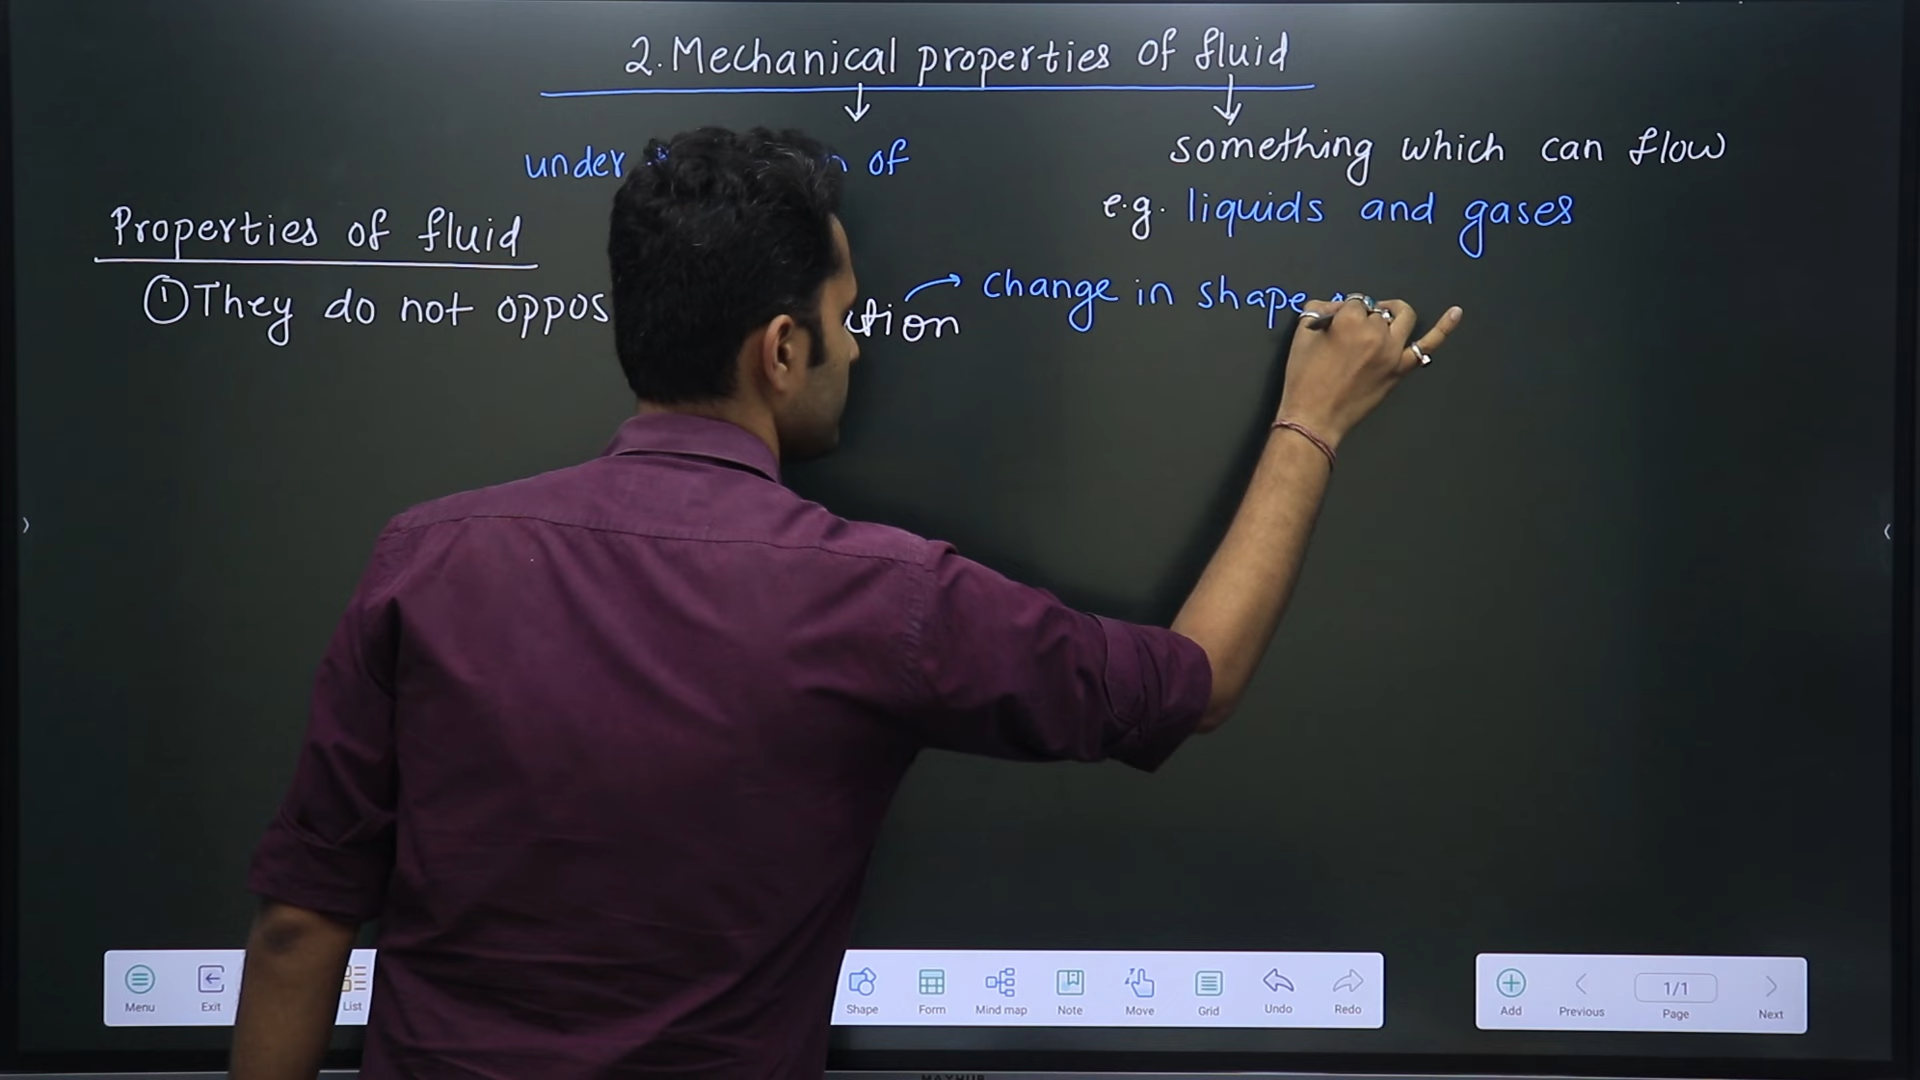 2. Mechanical properties of fluid
under of
something which can flow
e.g. liquids and gases
Properties of fluid
① They do not
change in shape
Menu
Exit
List
Shape
Form
Mind map
Note
Move
Grid
Undo
Redo
Add
Previous
1/1
Page
Next